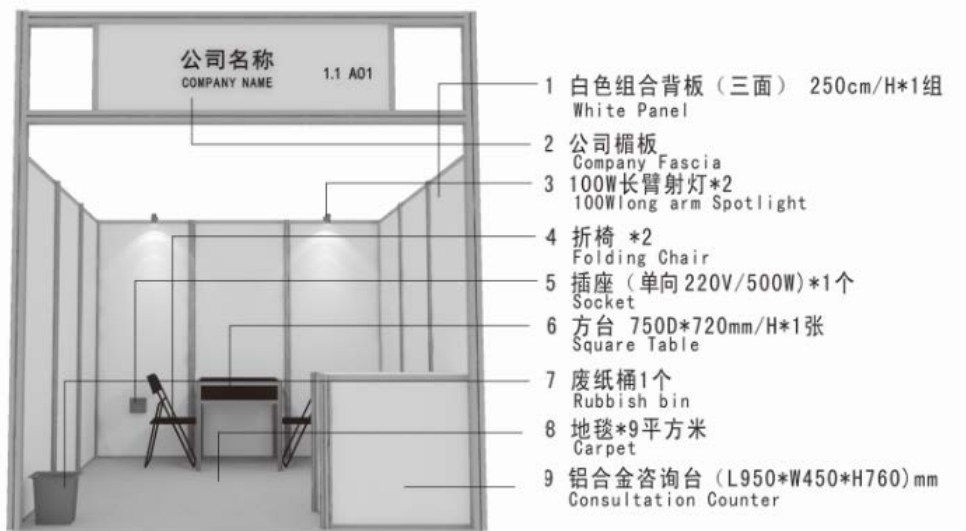 公司名称
COMPANY NAME
1.1 A01
1 白色组合背板（三面） 250cm/H*1组
White Panel
2 公司楣板
Company Fascia
3 100W长臂射灯*2
100Wlong arm Spotlight
4 折椅 *2
Folding Chair
5 插座（单向220V/500W)*1个
Socket
6 方台 750D*720mm/H*1张
Square Table
7 废纸桶1个
Rubbish bin
8 地毯*9平方米
Carpet
9 铝合金咨询台（L950*W450*H760)mm
Consultation Counter